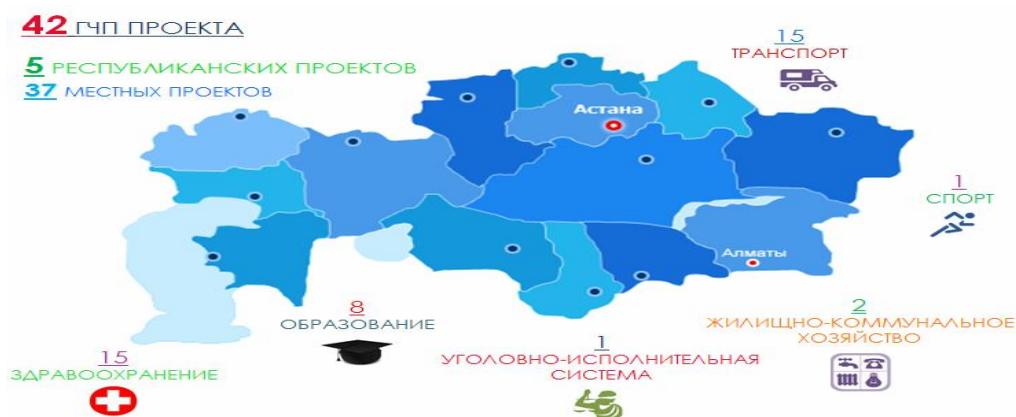 42 ГЧП ПРОЕКТА
5 РЕСПУБЛИКАНСКИХ ПРОЕКТОВ
37 МЕСТНЫХ ПРОЕКТОВ
15
ТРАНСПОРТ
Астана
1
СПОРТ
Алматы
8
ОБРАЗОВАНИЕ
2
ЖИЛИЩНО-КОММУНАЛЬНОЕ
ХОЗЯЙСТВО
1
УГОЛОВНО-ИСПОЛНИТЕЛЬНАЯ
СИСТЕМА
15
ЗДРАВООХРАНЕНИЕ